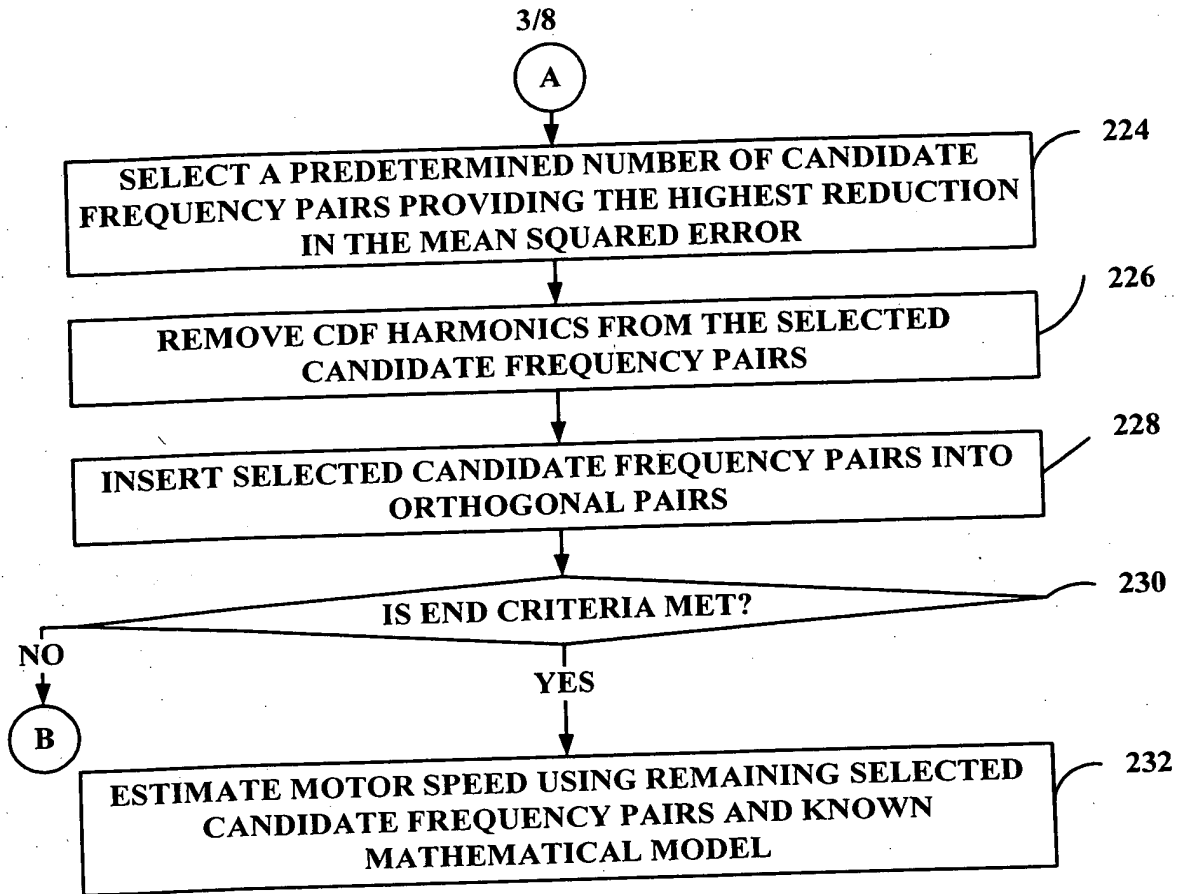 3/8
A
224
SELECT A PREDETERMINED NUMBER OF CANDIDATE
FREQUENCY PAIRS PROVIDING THE HIGHEST REDUCTION
IN THE MEAN SQUARED ERROR
226
REMOVE CDF HARMONICS FROM THE SELECTED
CANDIDATE FREQUENCY PAIRS
228
INSERT SELECTED CANDIDATE FREQUENCY PAIRS INTO
ORTHOGONAL PAIRS
230
IS END CRITERIA MET?
NO
YES
B
232
ESTIMATE MOTOR SPEED USING REMAINING SELECTED
CANDIDATE FREQUENCY PAIRS AND KNOWN
MATHEMATICAL MODEL